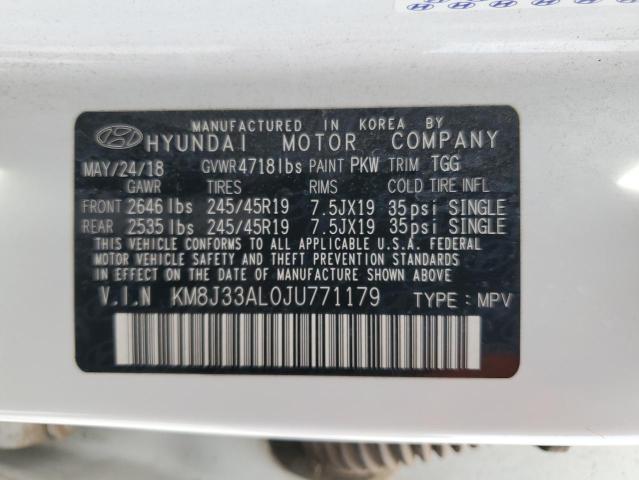 MANUFACTURED IN KOREA BY
HYUNDAI MOTOR COMPANY
MAY/24/18 GVWR 4718lbs PAINT PKW TRIM TGG
GAWR TIRES RIMS COLD TIRE INFL
FRONT 2646 lbs 245/45R19 7.5JX19 35psi SINGLE
REAR 2535 lbs 245/45R19 7.5JX19 35psi SINGLE
THIS VEHICLE CONFORMS TO ALL APPLICABLE U.S.A. FEDERAL
MOTOR VEHICLE SAFETY AND THEFT PREVENTION STANDARDS IN
EFFECT ON THE DATE OF MANUFACTURE SHOWN ABOVE.
V.I.N KM8J33AL0JU771179 TYPE : MPV